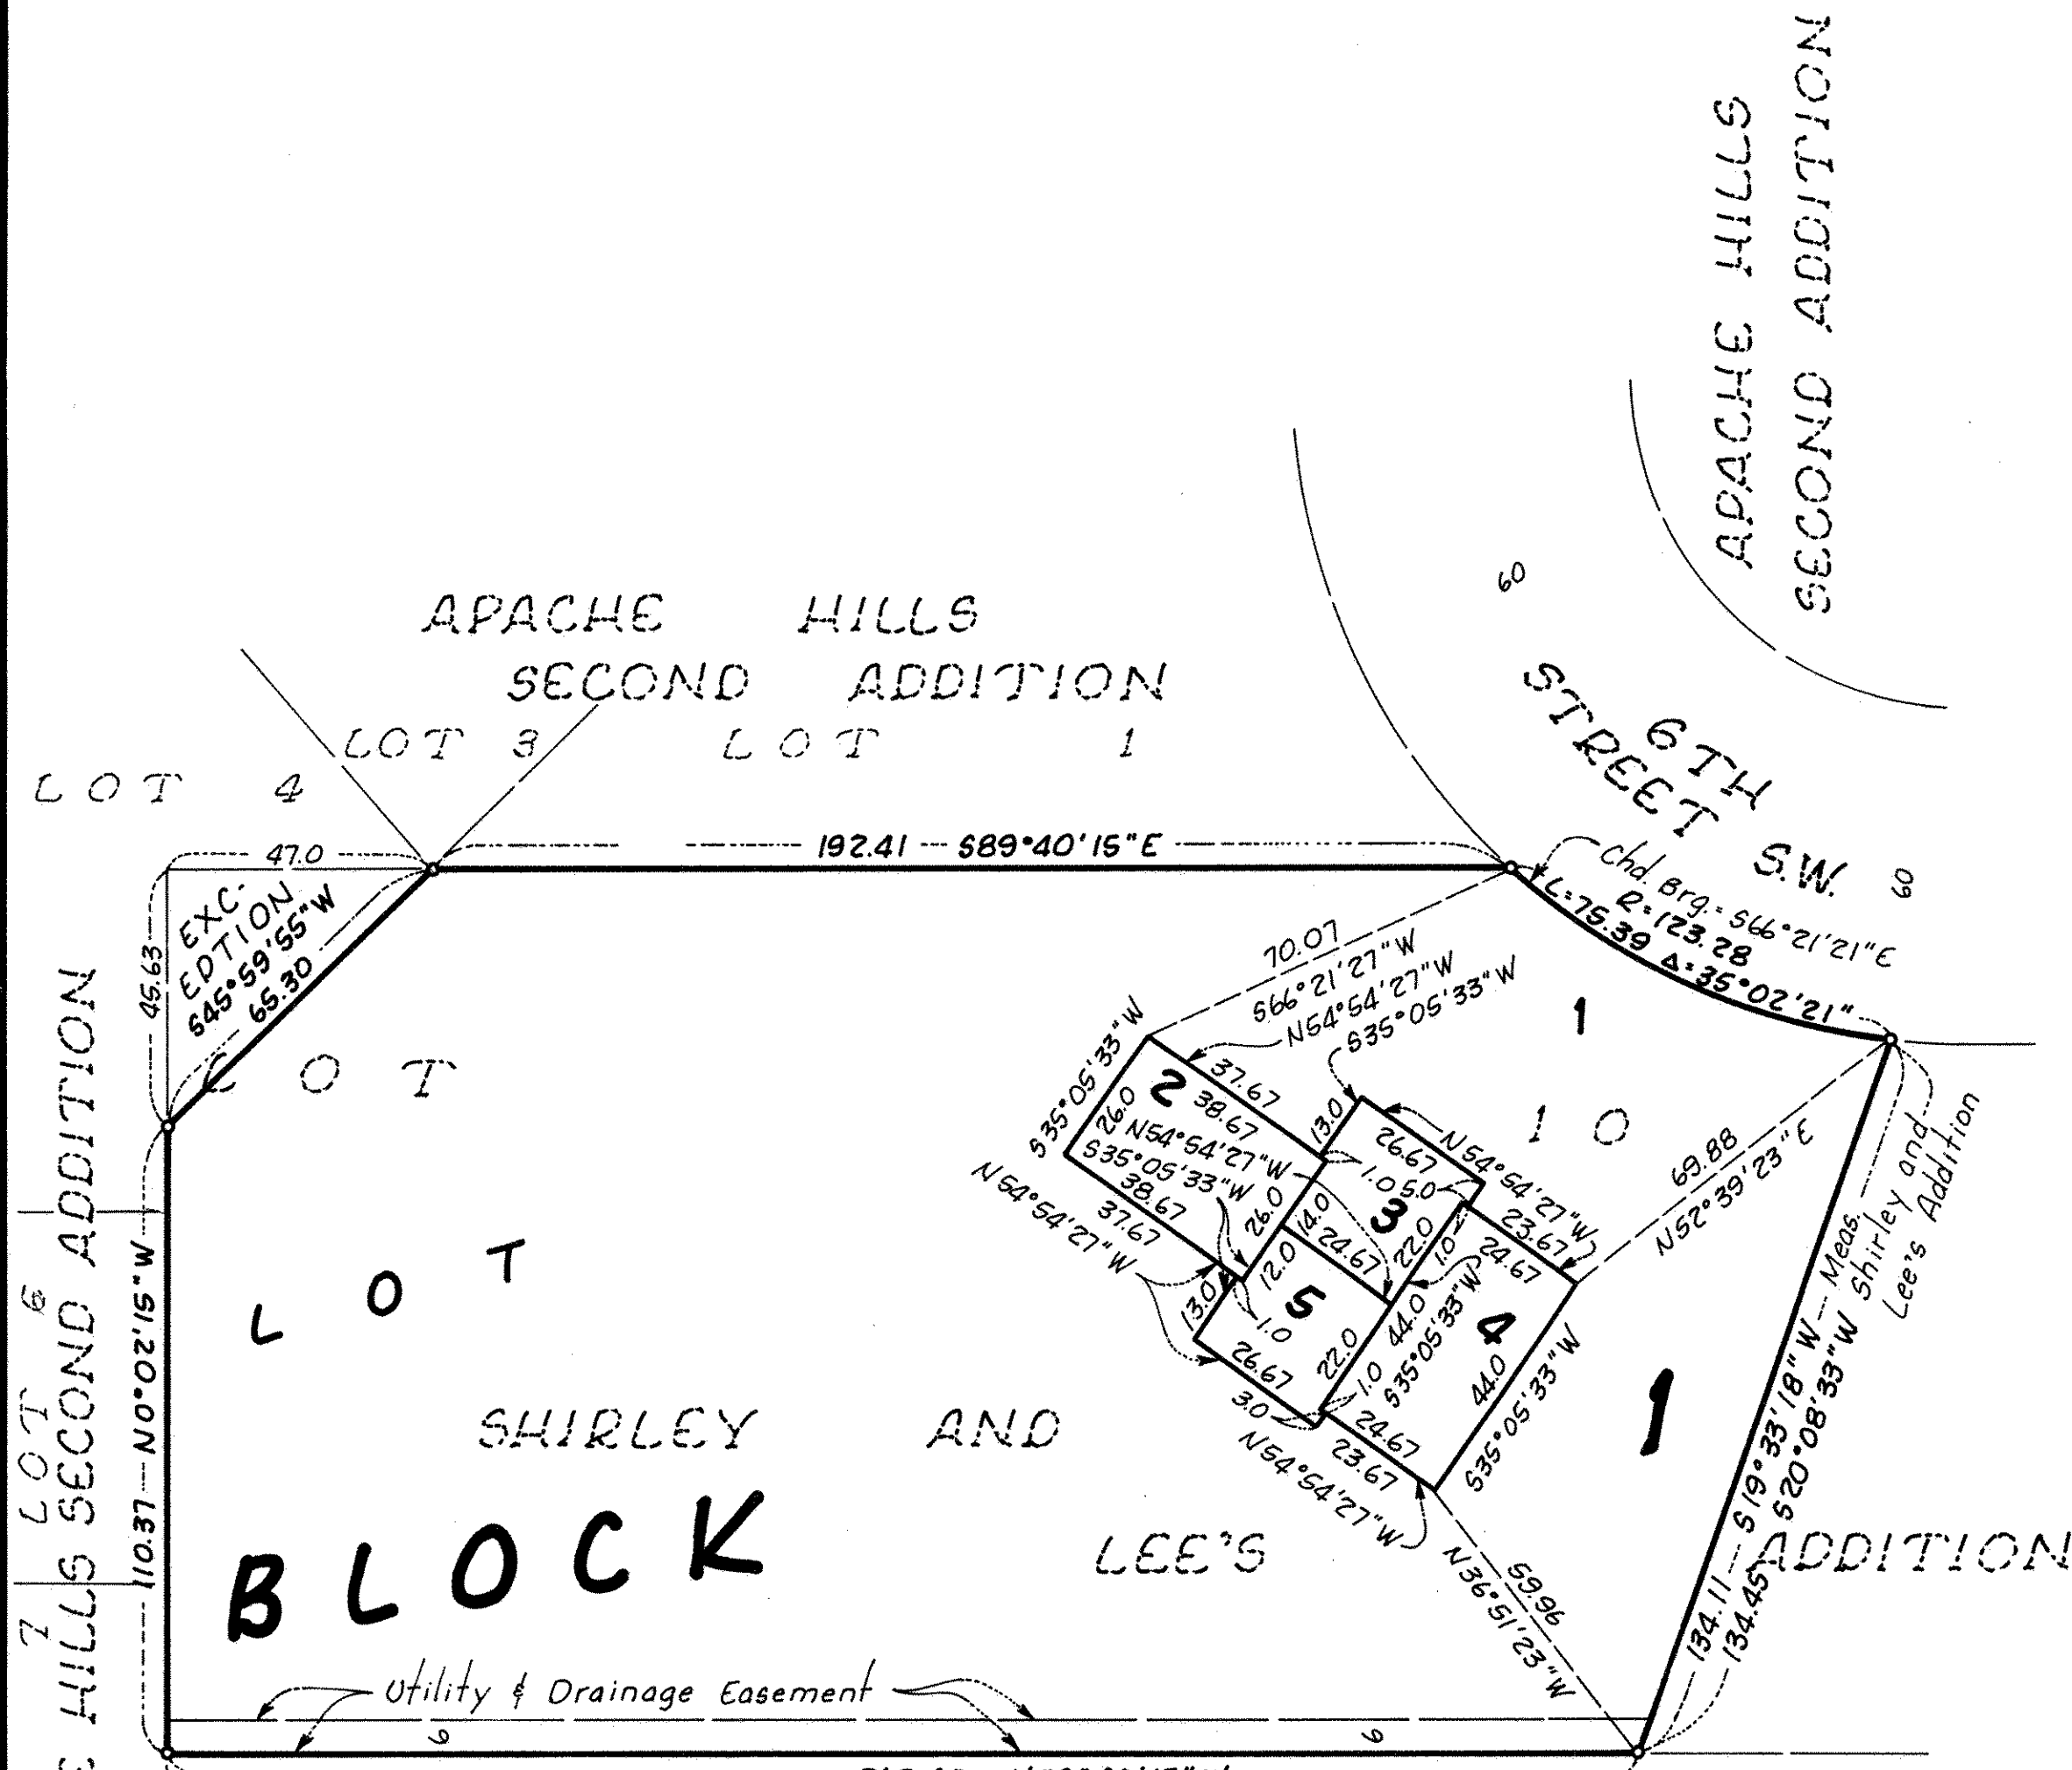 APACHE HILLS
SECOND ADDITION
60
APACHE HILLS
SECOND ADDITION
LOT 3
LOT 1
LOT 4
6TH
STREET
S.W.
60
47.0
192.41 --- S89°40'15"E
Chd. Brg.= S66°21'21"E
R=123.28
L=75.39
Δ=35°02'21"
EXC-
EPTION
S45°59'55"W
65.30
45.63
70.07
S66°21'27"W
N54°54'27"W
S35°05'33"W
1
LOT
10
S35°05'33"W
26.0
2
37.67
38.67
N54°54'27"W
S35°05'33"W
38.67
37.67
N54°54'27"W
26.0
13.0
26.67
N54°54'27"W
1.0
5.0
3
14.0
24.67
22.0
1.0
23.67
24.67
69.88
N52°39'23"E
12.0
5
13.0
1.0
26.67
22.0
3.0
1.0
44.0
S35°05'33"W
4
44.0
S35°05'33"W
24.67
23.67
N54°54'27"W
59.96
N36°51'23"W
134.11 --- S19°33'18"W --- Meas.
134.45 S20°08'33"W Shirley and
Lee's Addition
110.37 --- N0°02'15"W
LOT 6
HILLS SECOND ADDITION
7
LOT
1
SHIRLEY AND
LEE'S ADDITION
BLOCK
Utility & Drainage Easement
6
6